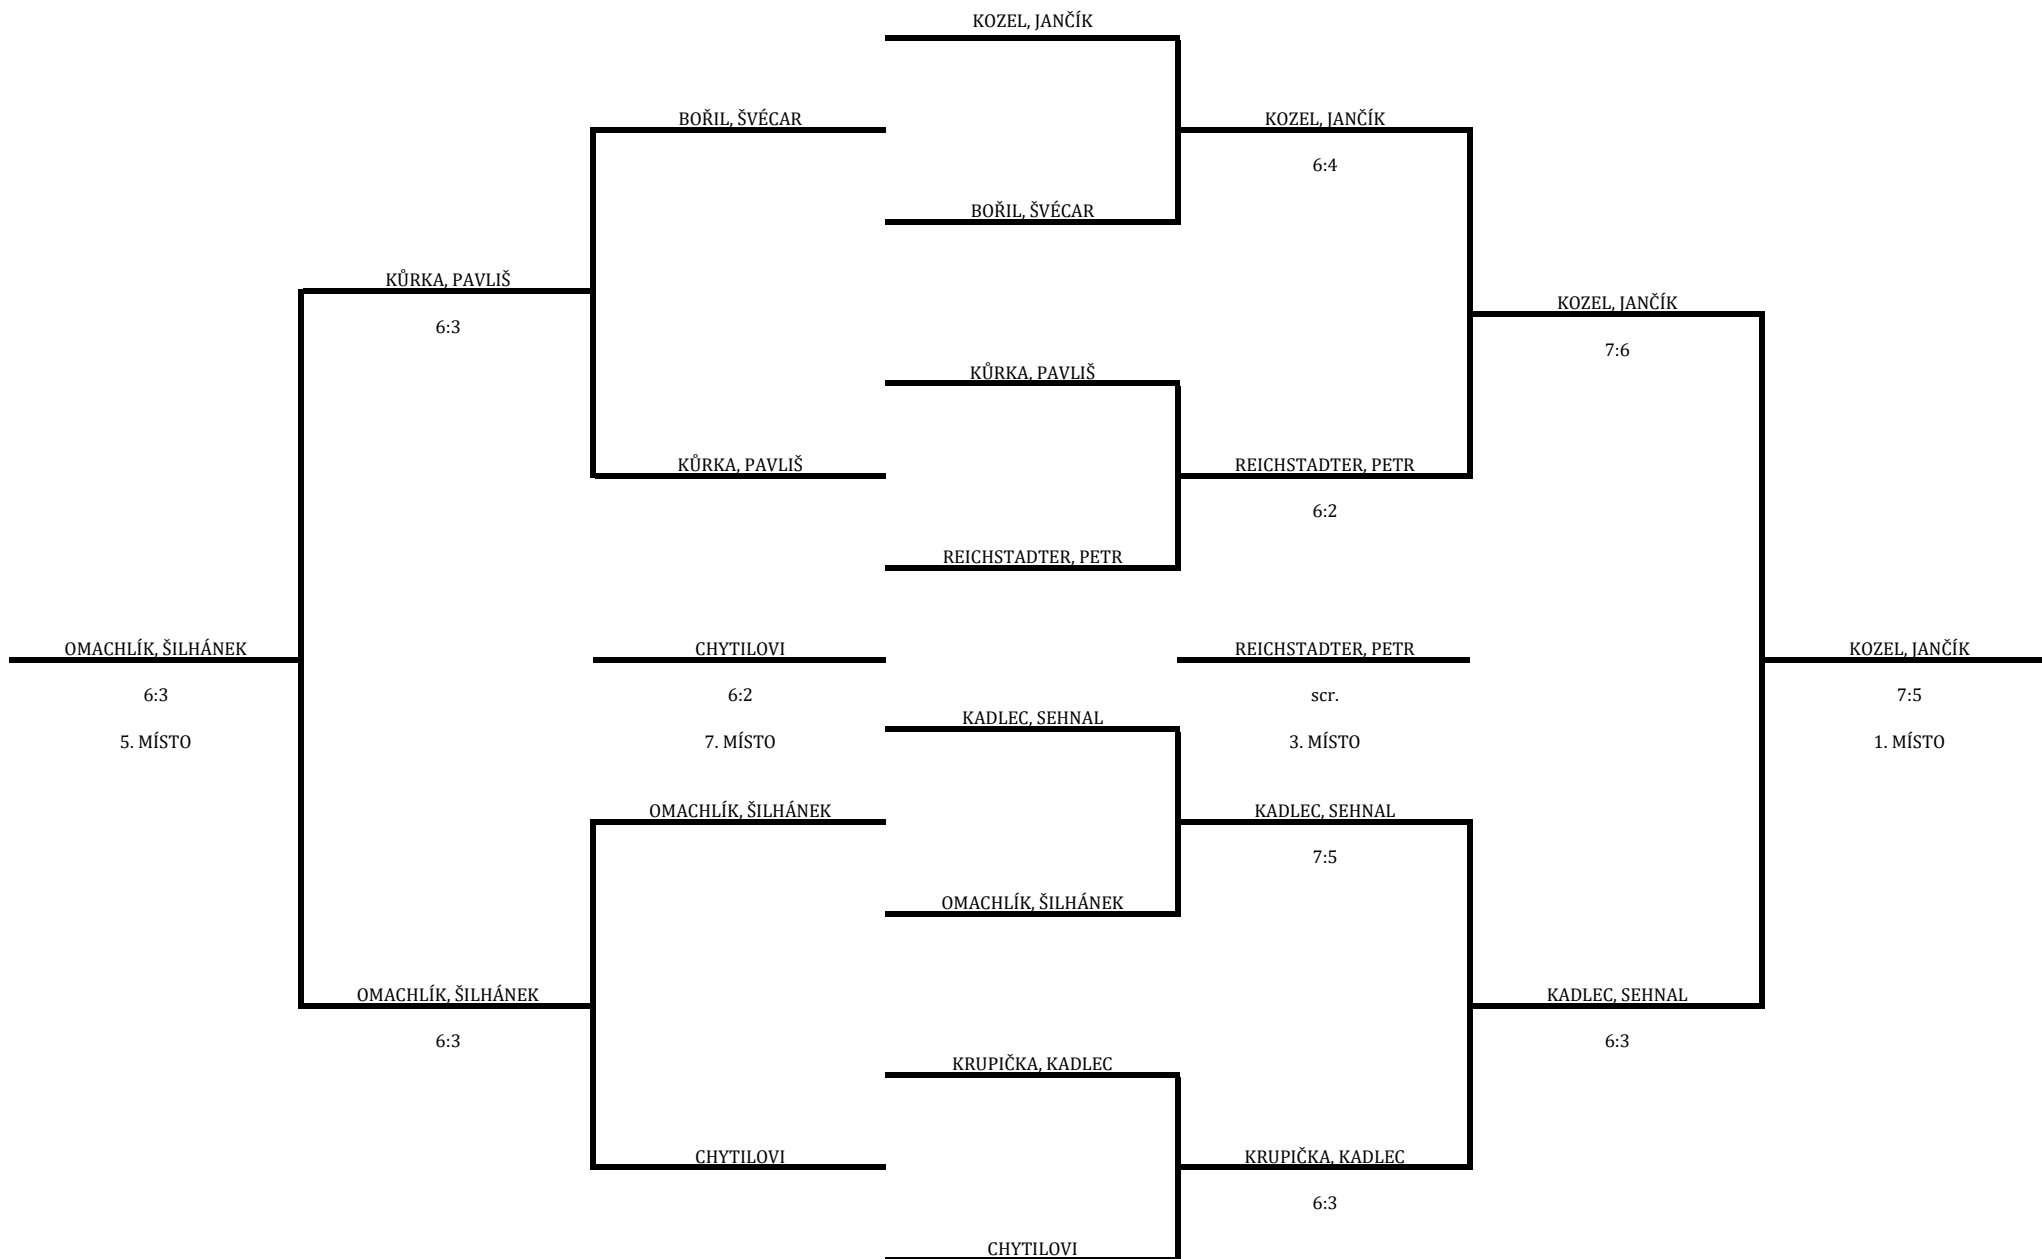 KOZEL, JANČÍK
BOŘIL, ŠVÉCAR
KOZEL, JANČÍK
6:4
BOŘIL, ŠVÉCAR
KŮRKA, PAVLIŠ
KOZEL, JANČÍK
6:3
7:6
KŮRKA, PAVLIŠ
KŮRKA, PAVLIŠ
REICHSTADTER, PETR
6:2
REICHSTADTER, PETR
OMACHLÍK, ŠILHÁNEK
CHYTILOVI
REICHSTADTER, PETR
KOZEL, JANČÍK
6:3
6:2
scr.
7:5
KADLEC, SEHNAL
5. MÍSTO
7. MÍSTO
3. MÍSTO
1. MÍSTO
OMACHLÍK, ŠILHÁNEK
KADLEC, SEHNAL
7:5
OMACHLÍK, ŠILHÁNEK
OMACHLÍK, ŠILHÁNEK
KADLEC, SEHNAL
6:3
6:3
KRUPIČKA, KADLEC
CHYTILOVI
KRUPIČKA, KADLEC
6:3
CHYTILOVI